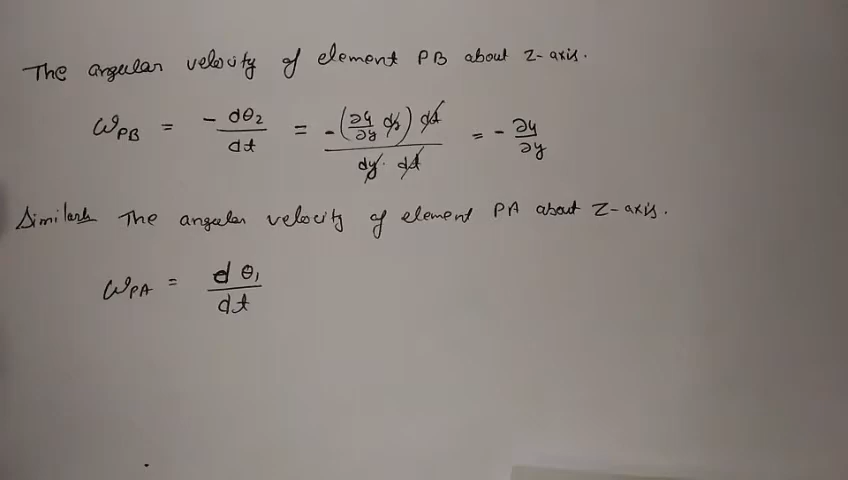 The angular velocity of element PB about z-axis.
ω_PB = -dθ₂/dt = -(∂u/∂y dy) dt / dy. dt = - ∂u/∂y
Similarly The angular velocity of element PA about Z-axis.
ω_PA = dθ₁/dt